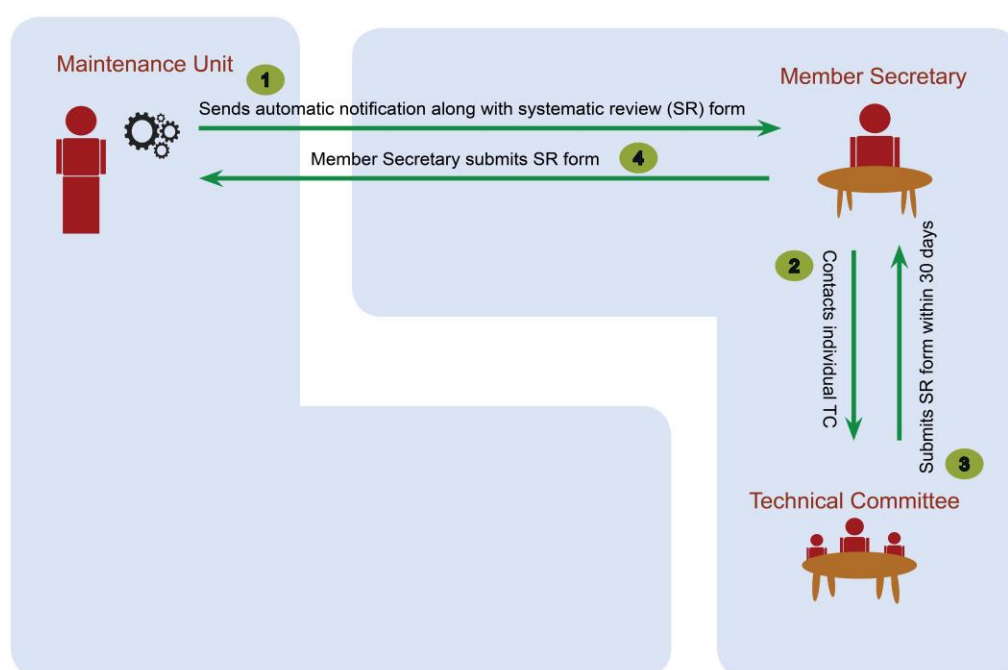 Maintenance Unit
1
Member Secretary
Sends automatic notification along with systematic review (SR) form
Member Secretary submits SR form
4
2
Contacts individual TC
Submits SR form within 30 days
3
Technical Committee